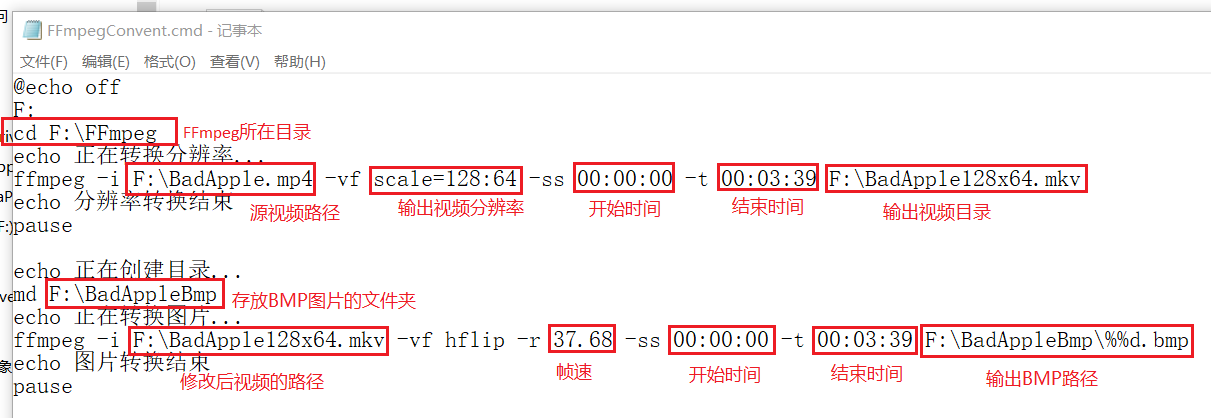 问
FFmpegConvent.cmd - 记事本
文件(F) 编辑(E) 格式(O) 查看(V) 帮助(H)
@echo off
F:
cd F:\FFmpeg FFmpeg所在目录
echo 正在转换分辨率...
ffmpeg -i F:\BadApple.mp4 -vf scale=128:64 -ss 00:00:00 -t 00:03:39 F:\BadApple128x64.mkv
echo 分辨率转换结束 源视频路径 输出视频分辨率 开始时间 结束时间 输出视频目录
pause
echo 正在创建目录...
md F:\BadAppleBmp 存放BMP图片的文件夹
echo 正在转换图片...
ffmpeg -i F:\BadApple128x64.mkv -vf hflip -r 37.68 -ss 00:00:00 -t 00:03:39 F:\BadAppleBmp\%%d.bmp
echo 图片转换结束 修改后视频的路径 帧速 开始时间 结束时间 输出BMP路径
pause